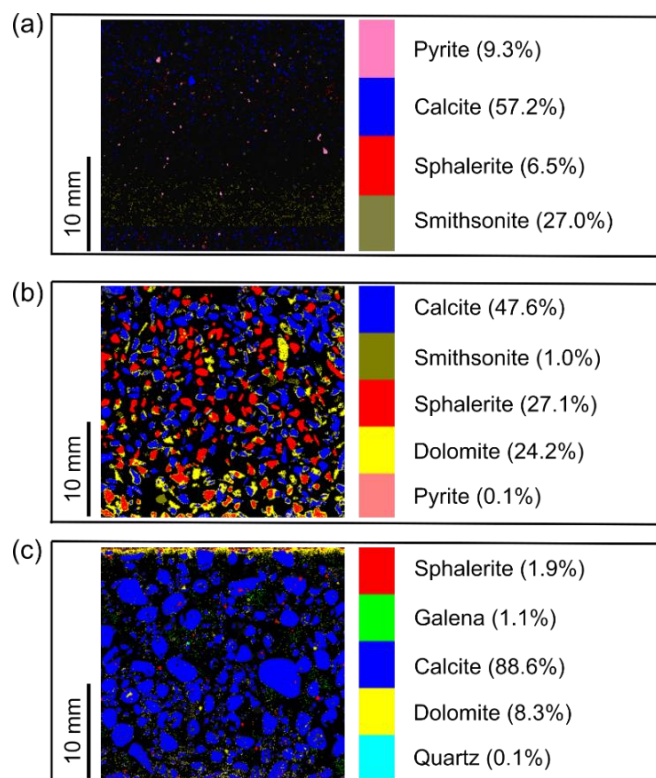 (a)
10 mm
Pyrite (9.3%)
Calcite (57.2%)
Sphalerite (6.5%)
Smithsonite (27.0%)
(b)
10 mm
Calcite (47.6%)
Smithsonite (1.0%)
Sphalerite (27.1%)
Dolomite (24.2%)
Pyrite (0.1%)
(c)
10 mm
Sphalerite (1.9%)
Galena (1.1%)
Calcite (88.6%)
Dolomite (8.3%)
Quartz (0.1%)